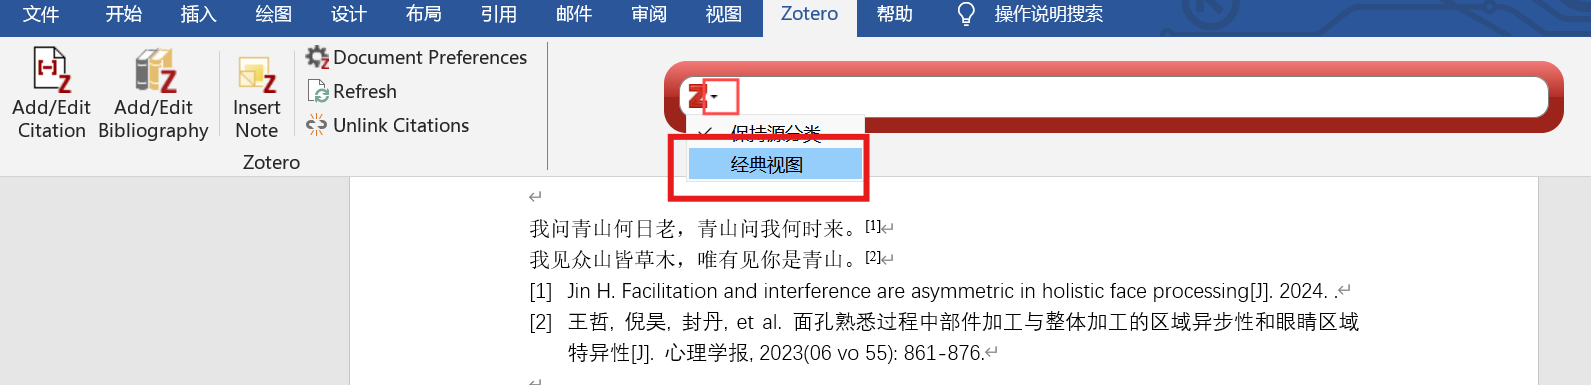 文件 开始 插入 绘图 设计 布局 引用 邮件 审阅 视图 Zotero 帮助 操作说明搜索
Add/Edit Citation
Add/Edit Bibliography
Insert Note
Document Preferences
Refresh
Unlink Citations
Zotero
Z
保持源分类
经典视图
我问青山何日老，青山问我何时来。[1]
我见众山皆草木，唯有见你是青山。[2]
[1] Jin H. Facilitation and interference are asymmetric in holistic face processing[J]. 2024. .
[2] 王哲, 倪昊, 封丹, et al. 面孔熟悉过程中部件加工与整体加工的区域异步性和眼睛区域
特异性[J]. 心理学报, 2023(06 vo 55): 861-876.